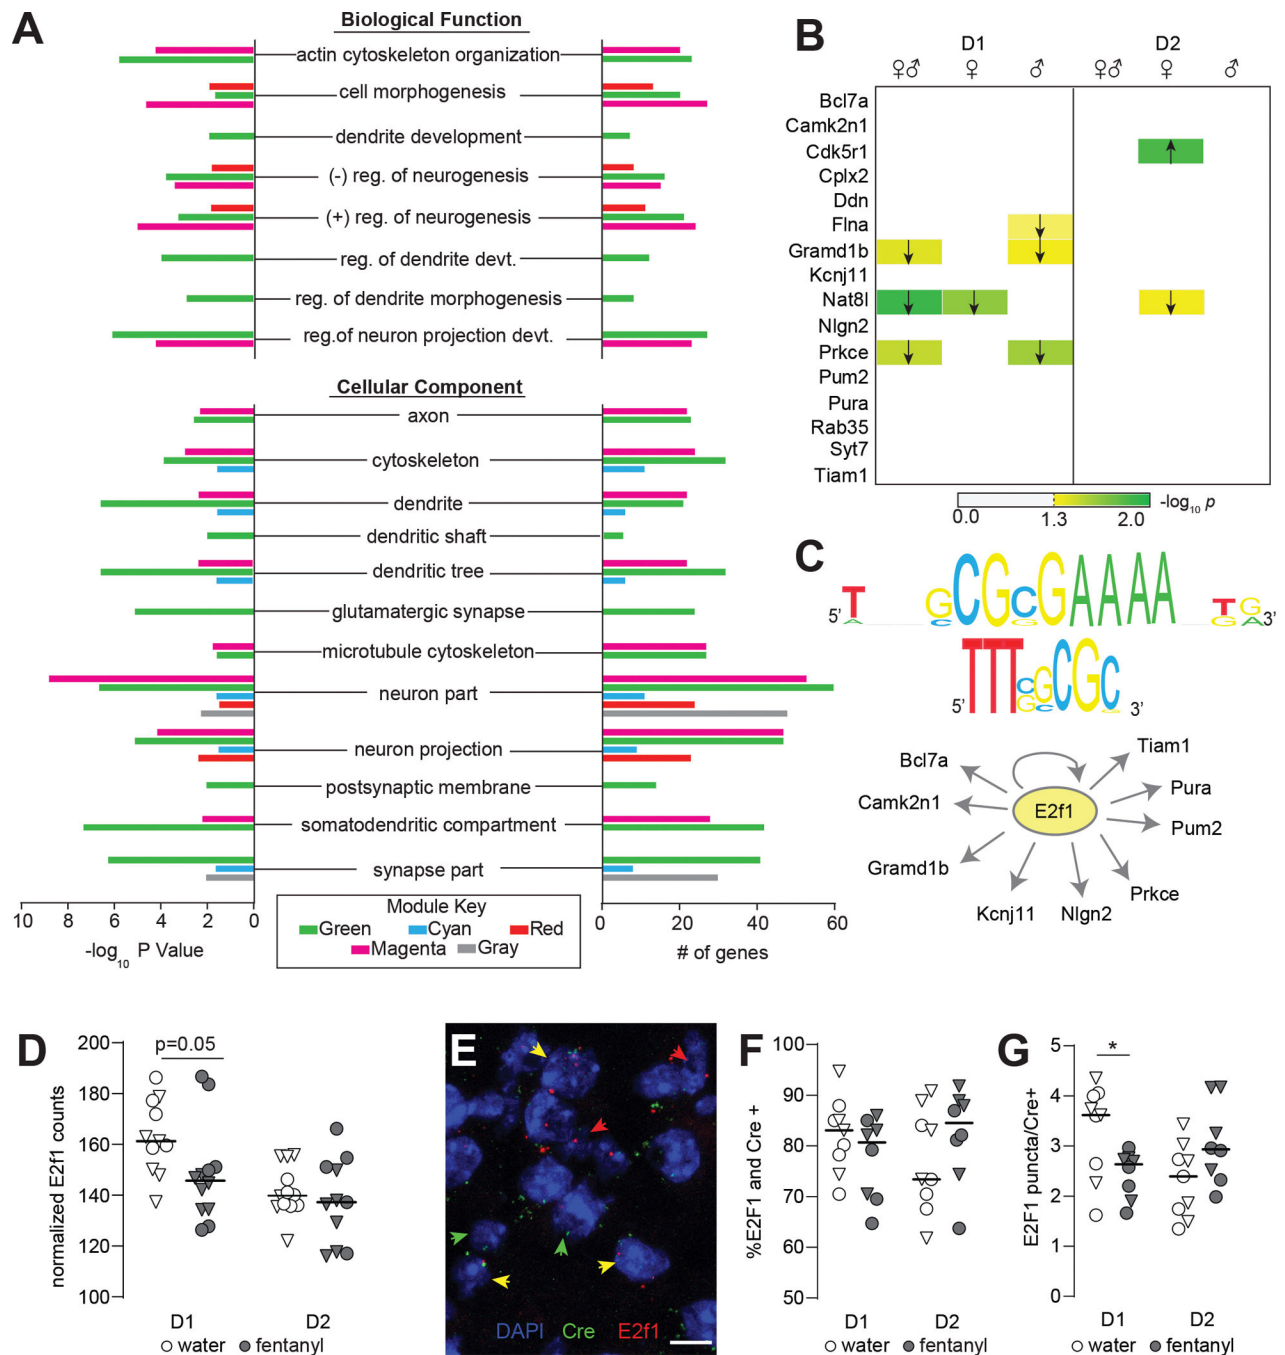 A
Biological Function
actin cytoskeleton organization
cell morphogenesis
dendrite development
(-) reg. of neurogenesis
(+) reg. of neurogenesis
reg. of dendrite devt.
reg. of dendrite morphogenesis
reg.of neuron projection devt.
Cellular Component
axon
cytoskeleton
dendrite
dendritic shaft
dendritic tree
glutamatergic synapse
microtubule cytoskeleton
neuron part
neuron projection
postsynaptic membrane
somatodendritic compartment
synapse part
10 8 6 4 2 0
-log10 P Value
0 20 40 60
# of genes
Module Key
Green Cyan Red
Magenta Gray
B
D1 D2
♀♂ ♀ ♂ ♀♂ ♀ ♂
Bcl7a
Camk2n1
Cdk5r1
Cplx2
Ddn
Flna
Gramd1b
Kcnj11
Nat8l
Nlgn2
Prkce
Pum2
Pura
Rab35
Syt7
Tiam1
0.0 1.3 2.0 -log10 p
C
5' T A G C C G C G G A A A A T G G A 3'
5' T T T C G G C C G C 3'
E2f1
Bcl7a
Camk2n1
Gramd1b
Kcnj11
Nlgn2
Prkce
Pum2
Pura
Tiam1
D
normalized E2f1 counts
200
180
160
140
120
100
p=0.05
D1 D2
water fentanyl
E
DAPI Cre E2f1
F
%E2F1 and Cre +
100
90
80
70
60
50
D1 D2
water fentanyl
G
E2F1 puncta/Cre+
5
4
3
2
1
0
*
D1 D2
water fentanyl